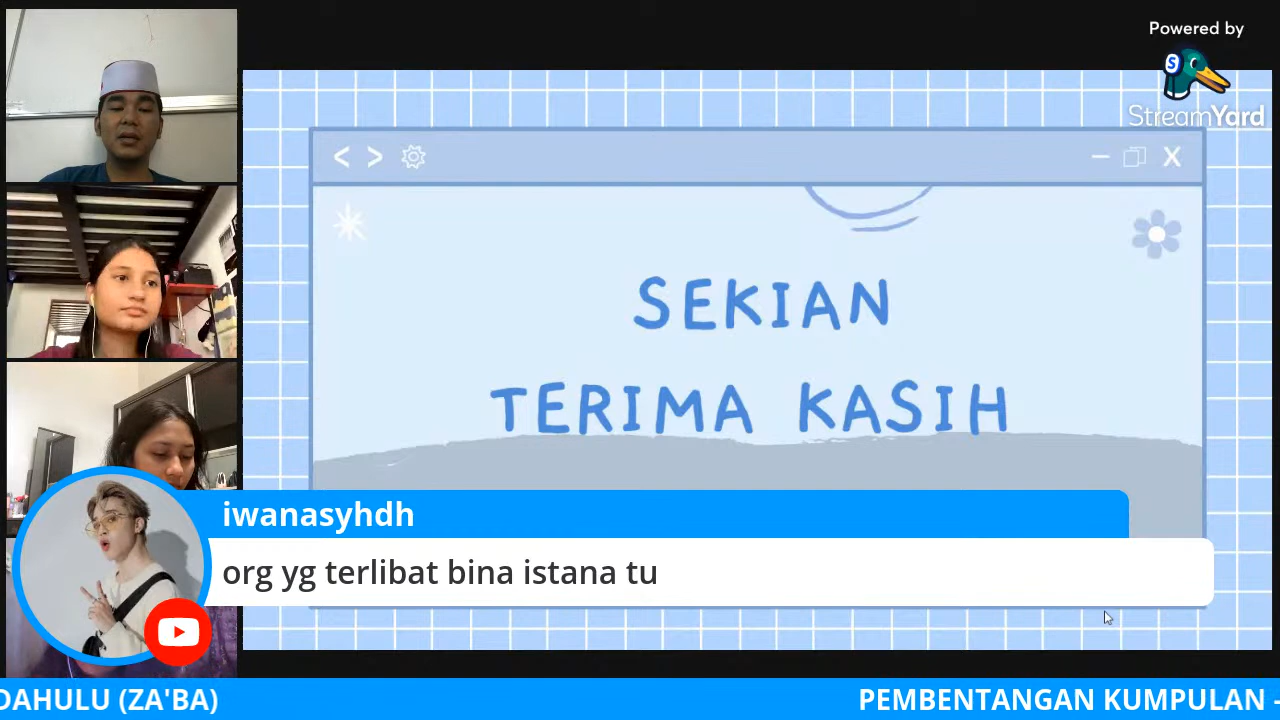 Powered by
StreamYard
SEKIAN
TERIMA KASIH
iwanasyhdh
org yg terlibat bina istana tu
DAHULU (ZA'BA)
PEMBENTANGAN KUMPULAN -